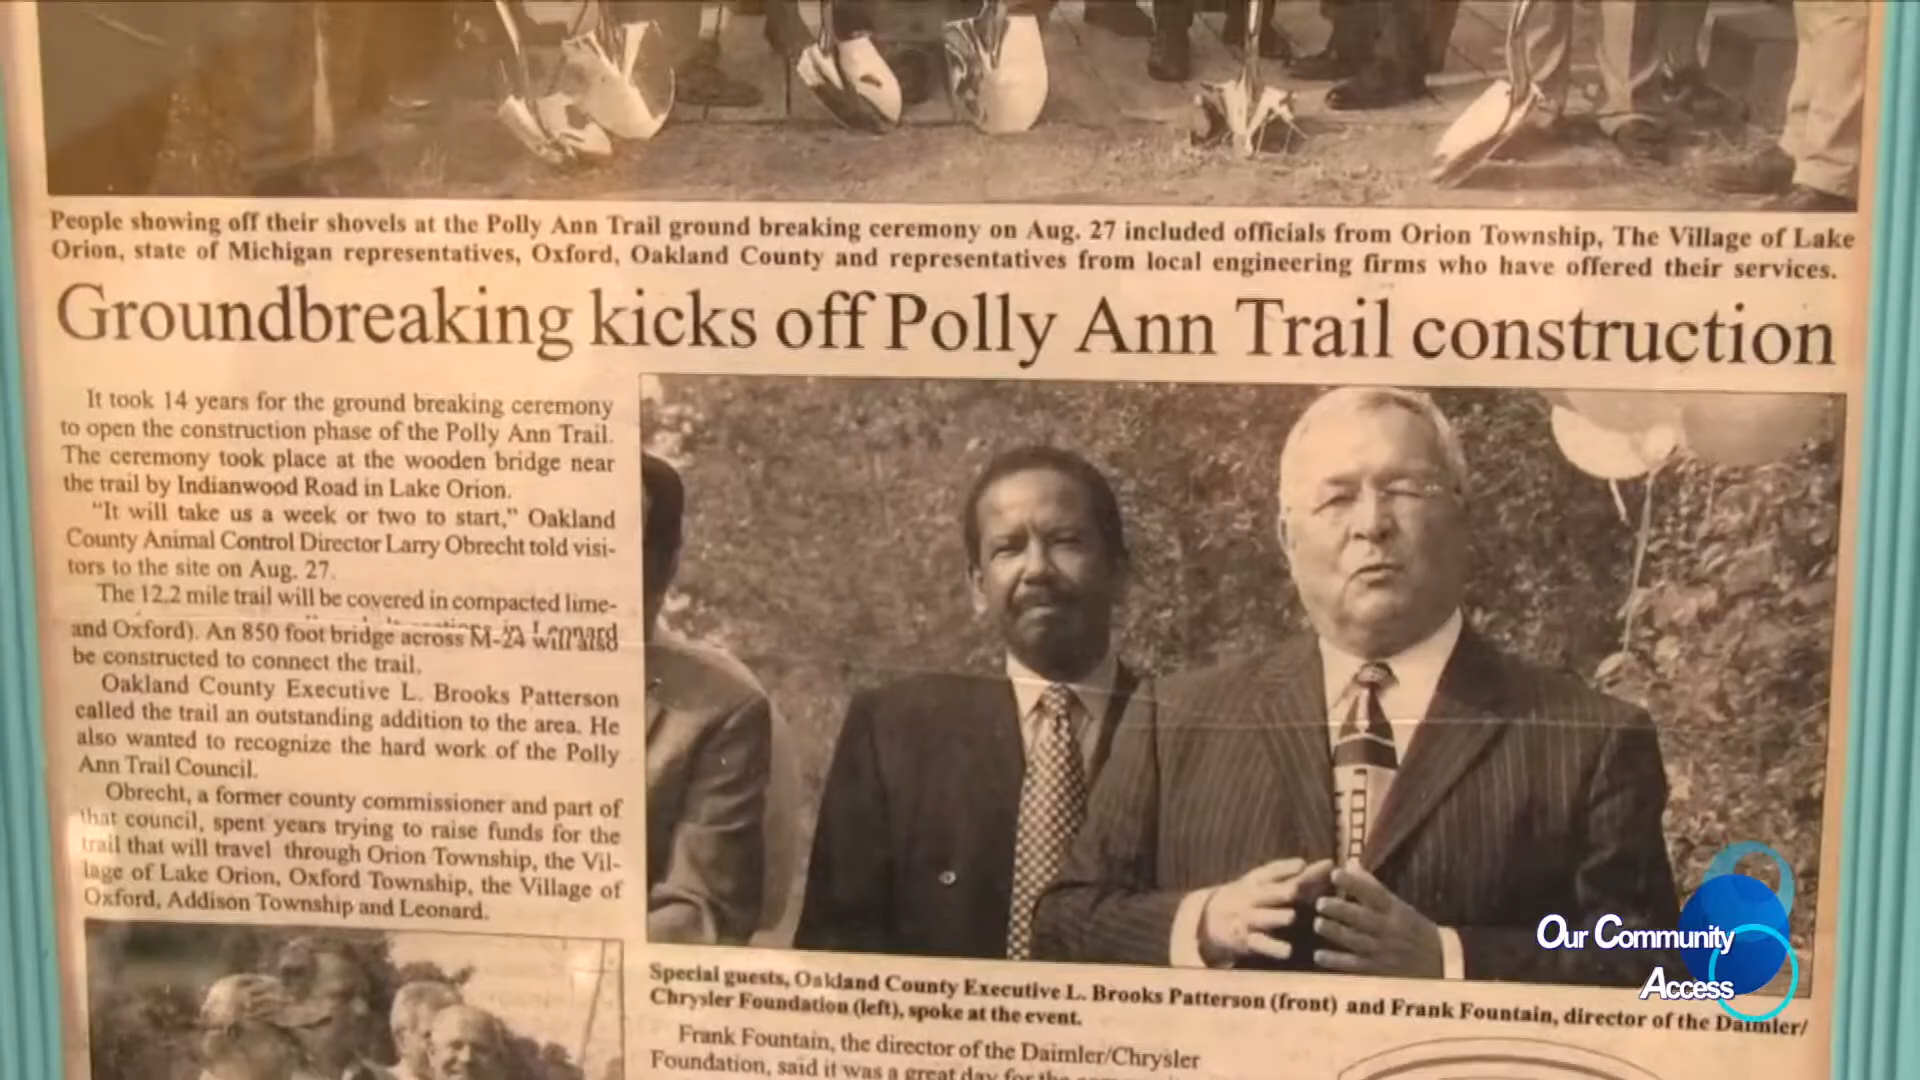 People showing off their shovels at the Polly Ann Trail ground breaking ceremony on Aug. 27 included officials from Orion Township, The Village of Lake
Orion, state of Michigan representatives, Oxford, Oakland County and representatives from local engineering firms who have offered their services.
Groundbreaking kicks off Polly Ann Trail construction
It took 14 years for the ground breaking ceremony
to open the construction phase of the Polly Ann Trail.
The ceremony took place at the wooden bridge near
the trail by Indianwood Road in Lake Orion.
"It will take us a week or two to start," Oakland
County Animal Control Director Larry Obrecht told visi-
tors to the site on Aug. 27.
The 12.2 mile trail will be covered in compacted lime-
and Oxford). An 850 foot bridge across M-24 will
be constructed to connect the trail.
Oakland County Executive L. Brooks Patterson
called the trail an outstanding addition to the area. He
also wanted to recognize the hard work of the Polly
Ann Trail Council.
Obrecht, a former county commissioner and part of
that council, spent years trying to raise funds for the
trail that will travel through Orion Township, the Vil-
lage of Lake Orion, Oxford Township, the Village of
Oxford, Addison Township and Leonard.
Special guests, Oakland County Executive L. Brooks Patterson (front) and Frank Fountain, director of the Daimler/
Chrysler Foundation (left), spoke at the event.
Frank Fountain, the director of the Daimler/Chrysler
Foundation, said it was a great day for the
Our Community
Access